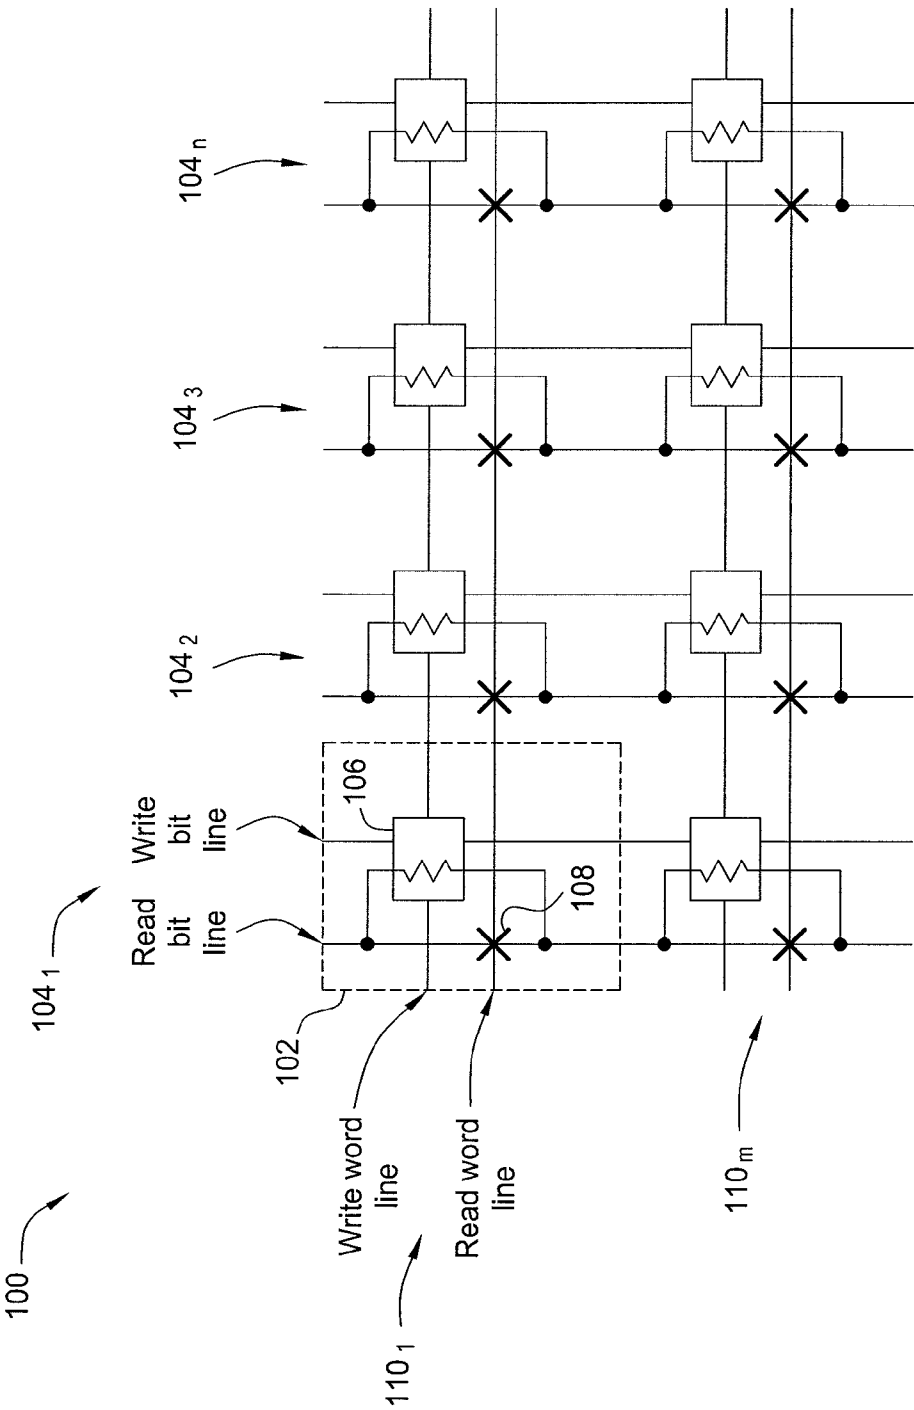 100
104 1
Read
bit
line
Write
bit
line
104 2
104 3
104 n
102
106
108
Write word
line
Read word
line
110 1
110 m